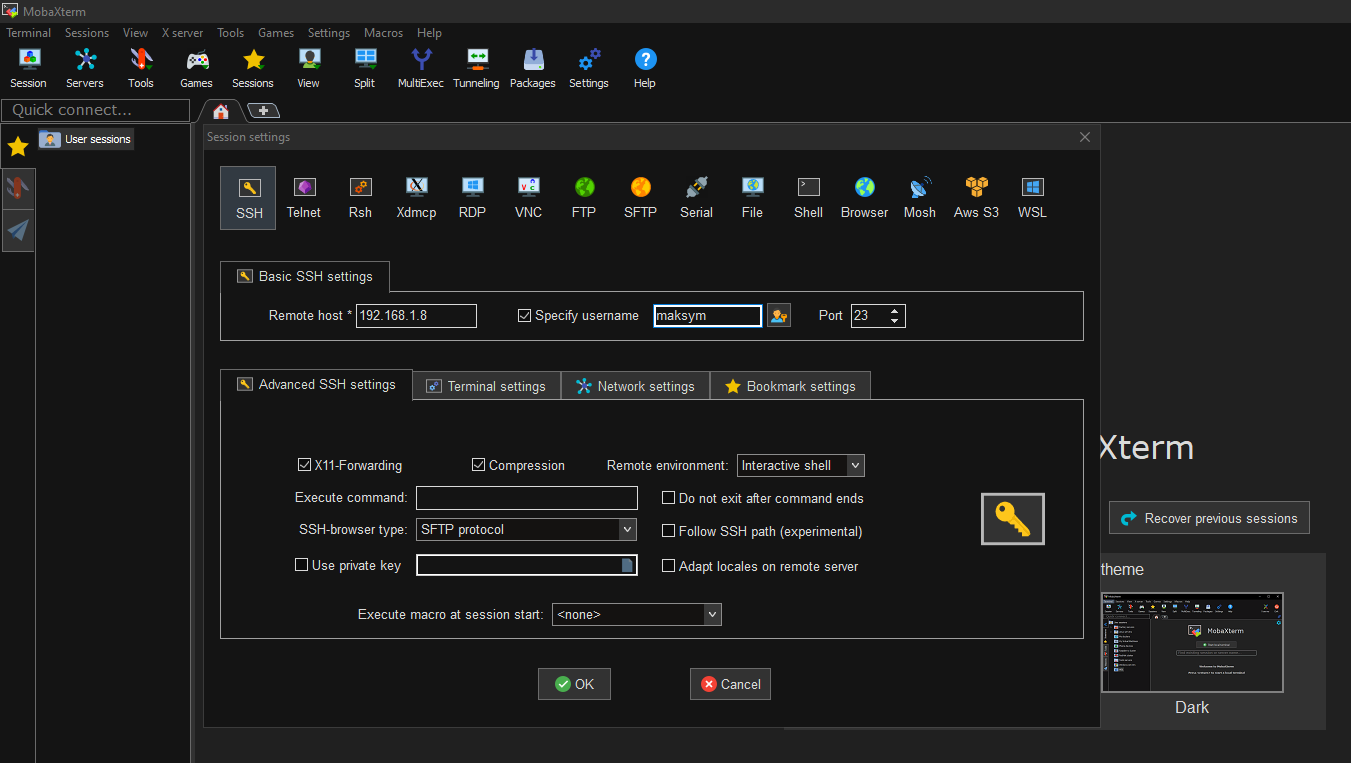 MobaXterm
Terminal Sessions View X server Tools Games Settings Macros Help
Session Servers Tools Games Sessions View Split MultiExec Tunneling Packages Settings Help
Quick connect...
User sessions
Session settings
SSH Telnet Rsh Xdmcp RDP VNC FTP SFTP Serial File Shell Browser Mosh Aws S3 WSL
Basic SSH settings
Remote host * 192.168.1.8 Specify username maksym Port 23
Advanced SSH settings Terminal settings Network settings Bookmark settings
X11-Forwarding Compression Remote environment: Interactive shell
Execute command: Do not exit after command ends
SSH-browser type: SFTP protocol Follow SSH path (experimental)
Use private key Adapt locales on remote server
Execute macro at session start: <none>
OK Cancel
Xterm
Recover previous sessions
theme
MobaXterm
Dark